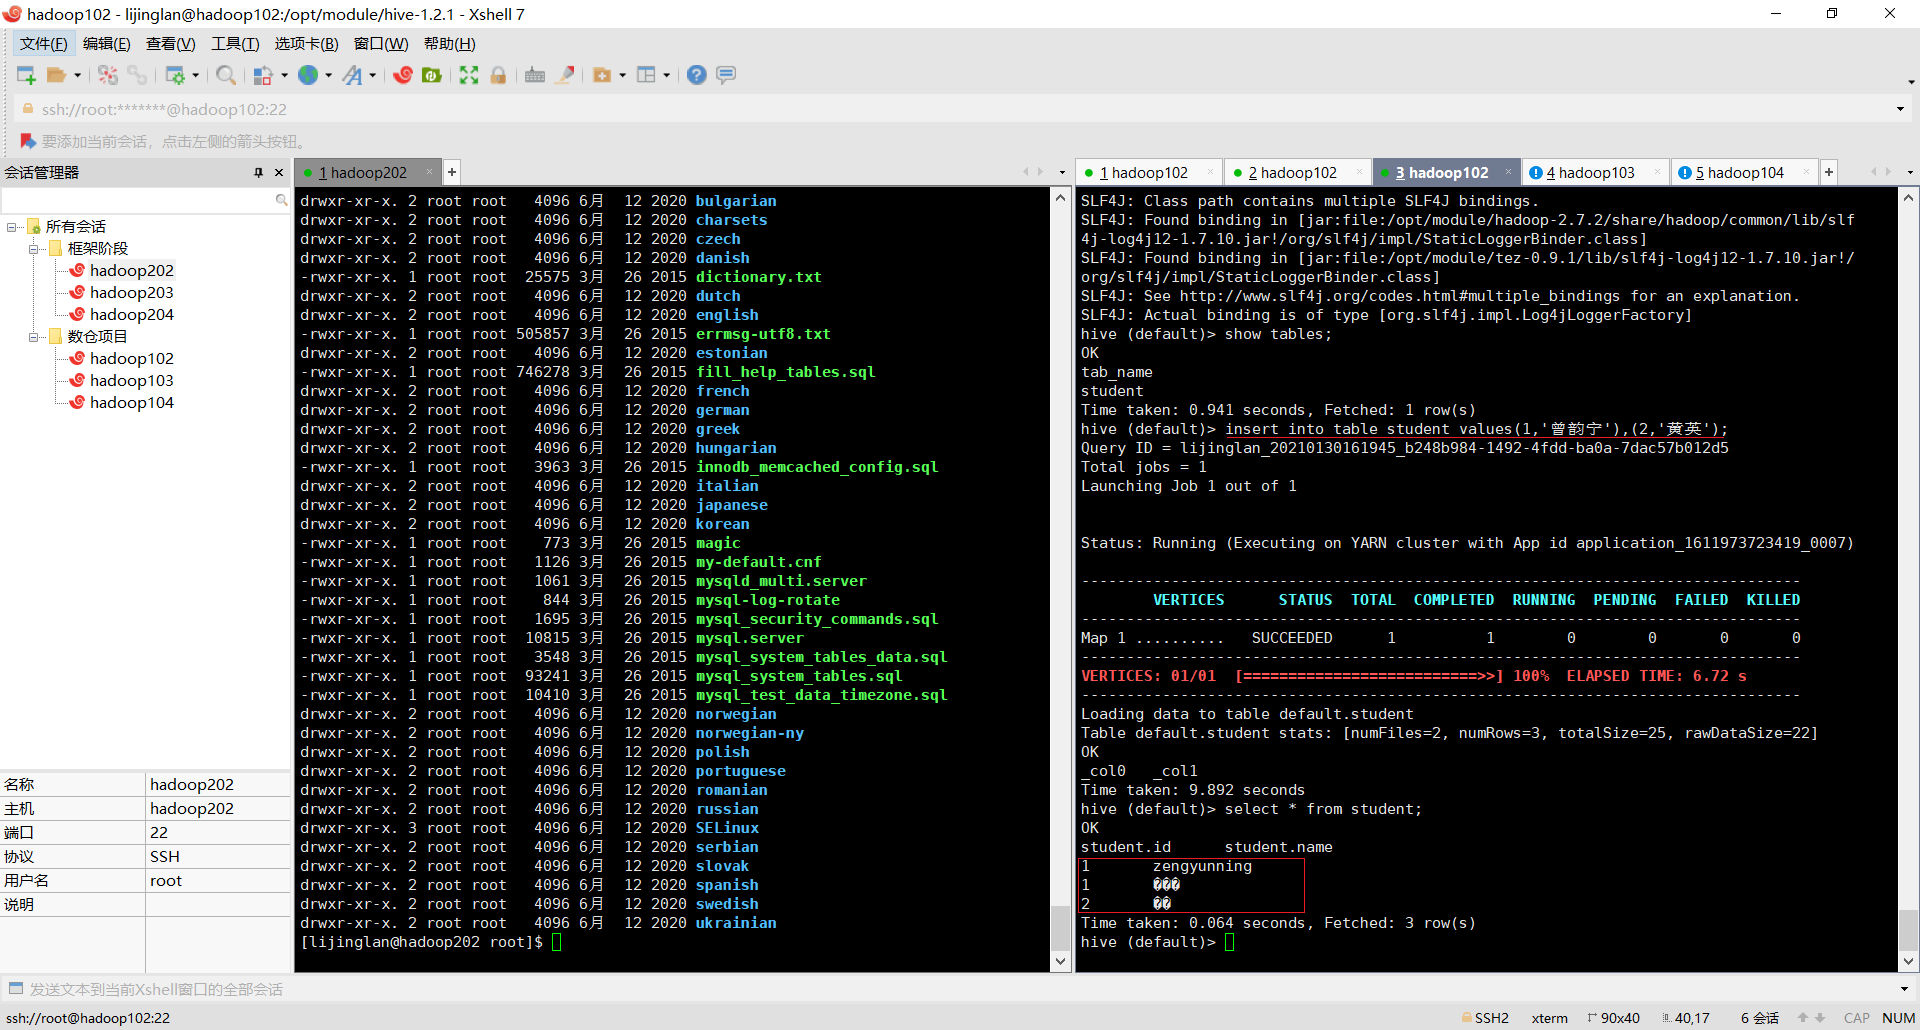 hadoop102 - lijinglan@hadoop102:/opt/module/hive-1.2.1 - Xshell 7
文件(F) 编辑(E) 查看(V) 工具(T) 选项卡(B) 窗口(W) 帮助(H)
ssh://root:*******@hadoop102:22
要添加当前会话，点击左侧的箭头按钮。
会话管理器
所有会话
框架阶段
hadoop202
hadoop203
hadoop204
数仓项目
hadoop102
hadoop103
hadoop104
名称 hadoop202
主机 hadoop202
端口 22
协议 SSH
用户名 root
说明
1 hadoop202
drwxr-xr-x. 2 root root   4096 6月  12 2020 bulgarian
drwxr-xr-x. 2 root root   4096 6月  12 2020 charsets
drwxr-xr-x. 2 root root   4096 6月  12 2020 czech
drwxr-xr-x. 2 root root   4096 6月  12 2020 danish
-rwxr-xr-x. 1 root root  25575 3月  26 2015 dictionary.txt
drwxr-xr-x. 2 root root   4096 6月  12 2020 dutch
drwxr-xr-x. 2 root root   4096 6月  12 2020 english
-rwxr-xr-x. 1 root root 505857 3月  26 2015 errmsg-utf8.txt
drwxr-xr-x. 2 root root   4096 6月  12 2020 estonian
-rwxr-xr-x. 1 root root 746278 3月  26 2015 fill_help_tables.sql
drwxr-xr-x. 2 root root   4096 6月  12 2020 french
drwxr-xr-x. 2 root root   4096 6月  12 2020 german
drwxr-xr-x. 2 root root   4096 6月  12 2020 greek
drwxr-xr-x. 2 root root   4096 6月  12 2020 hungarian
-rwxr-xr-x. 1 root root   3963 3月  26 2015 innodb_memcached_config.sql
drwxr-xr-x. 2 root root   4096 6月  12 2020 italian
drwxr-xr-x. 2 root root   4096 6月  12 2020 japanese
drwxr-xr-x. 2 root root   4096 6月  12 2020 korean
-rwxr-xr-x. 1 root root    773 3月  26 2015 magic
-rwxr-xr-x. 1 root root   1126 3月  26 2015 my-default.cnf
-rwxr-xr-x. 1 root root   1061 3月  26 2015 mysqld_multi.server
-rwxr-xr-x. 1 root root    844 3月  26 2015 mysql-log-rotate
-rwxr-xr-x. 1 root root   1695 3月  26 2015 mysql_security_commands.sql
-rwxr-xr-x. 1 root root  10815 3月  26 2015 mysql.server
-rwxr-xr-x. 1 root root   3548 3月  26 2015 mysql_system_tables_data.sql
-rwxr-xr-x. 1 root root  93241 3月  26 2015 mysql_system_tables.sql
-rwxr-xr-x. 1 root root  10410 3月  26 2015 mysql_test_data_timezone.sql
drwxr-xr-x. 2 root root   4096 6月  12 2020 norwegian
drwxr-xr-x. 2 root root   4096 6月  12 2020 norwegian-ny
drwxr-xr-x. 2 root root   4096 6月  12 2020 polish
drwxr-xr-x. 2 root root   4096 6月  12 2020 portuguese
drwxr-xr-x. 2 root root   4096 6月  12 2020 romanian
drwxr-xr-x. 2 root root   4096 6月  12 2020 russian
drwxr-xr-x. 3 root root   4096 6月  12 2020 SELinux
drwxr-xr-x. 2 root root   4096 6月  12 2020 serbian
drwxr-xr-x. 2 root root   4096 6月  12 2020 slovak
drwxr-xr-x. 2 root root   4096 6月  12 2020 spanish
drwxr-xr-x. 2 root root   4096 6月  12 2020 swedish
drwxr-xr-x. 2 root root   4096 6月  12 2020 ukrainian
[lijinglan@hadoop202 root]$
1 hadoop102 2 hadoop102 3 hadoop102 4 hadoop103 5 hadoop104
SLF4J: Class path contains multiple SLF4J bindings.
SLF4J: Found binding in [jar:file:/opt/module/hadoop-2.7.2/share/hadoop/common/lib/slf
4j-log4j12-1.7.10.jar!/org/slf4j/impl/StaticLoggerBinder.class]
SLF4J: Found binding in [jar:file:/opt/module/tez-0.9.1/lib/slf4j-log4j12-1.7.10.jar!/
org/slf4j/impl/StaticLoggerBinder.class]
SLF4J: See http://www.slf4j.org/codes.html#multiple_bindings for an explanation.
SLF4J: Actual binding is of type [org.slf4j.impl.Log4jLoggerFactory]
hive (default)> show tables;
OK
tab_name
student
Time taken: 0.941 seconds, Fetched: 1 row(s)
hive (default)> insert into table student values(1,'曾韵宁'),(2,'黄英');
Query ID = lijinglan_20210130161945_b248b984-1492-4fdd-ba0a-7dac57b012d5
Total jobs = 1
Launching Job 1 out of 1
Status: Running (Executing on YARN cluster with App id application_1611973723419_0007)
--------------------------------------------------------------------------------
VERTICES      STATUS  TOTAL  COMPLETED  RUNNING  PENDING  FAILED  KILLED
--------------------------------------------------------------------------------
Map 1 ..........   SUCCEEDED      1          1        0        0       0       0
--------------------------------------------------------------------------------
VERTICES: 01/01  [==========================>>] 100%  ELAPSED TIME: 6.72 s
--------------------------------------------------------------------------------
Loading data to table default.student
Table default.student stats: [numFiles=2, numRows=3, totalSize=25, rawDataSize=22]
OK
_col0   _col1
Time taken: 9.892 seconds
hive (default)> select * from student;
OK
student.id      student.name
1       zengyunning
1       ���
2       ��
Time taken: 0.064 seconds, Fetched: 3 row(s)
hive (default)>
发送文本到当前Xshell窗口的全部会话
ssh://root@hadoop102:22 SSH2 xterm 90x40 40,17 6 会话 CAP NUM